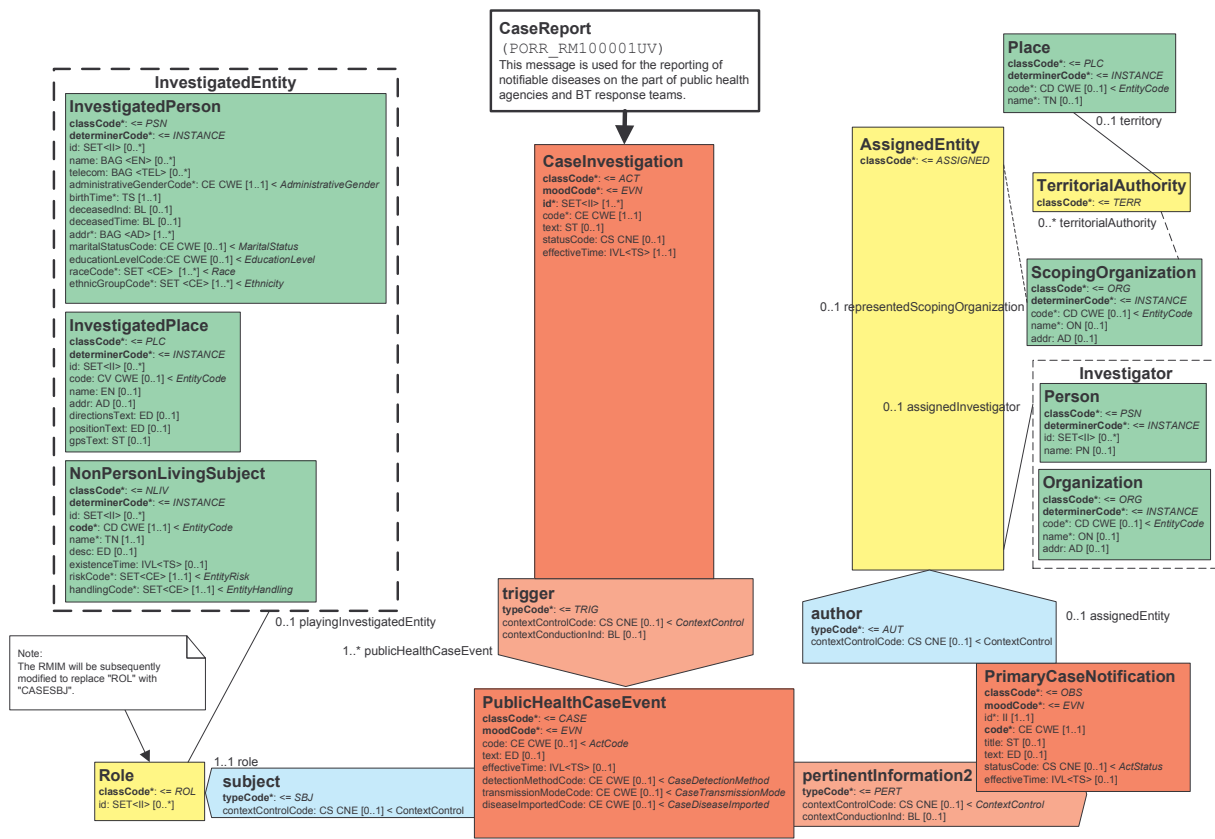 CaseReport
(PORR_RM100001UV)
This message is used for the reporting of
notifiable diseases on the part of public health
agencies and BT response teams.
InvestigatedEntity
InvestigatedPerson
classCode*: <= PSN
determinerCode*: <= INSTANCE
id: SET<II> [0..*]
name: BAG <EN> [0..*]
telecom: BAG <TEL> [0..*]
administrativeGenderCode*: CE CWE [1..1] < AdministrativeGender
birthTime*: TS [1..1]
deceasedInd: BL [0..1]
deceasedTime: BL [0..1]
addr*: BAG <AD> [1..*]
maritalStatusCode: CE CWE [0..1] < MaritalStatus
educationLevelCode:CE CWE [0..1] < EducationLevel
raceCode*: SET <CE>  [1..*] < Race
ethnicGroupCode*: SET <CE> [1..*] < Ethnicity
InvestigatedPlace
classCode*: <= PLC
determinerCode*: <= INSTANCE
id: SET<II> [0..*]
code: CV CWE [0..1] < EntityCode
name: EN [0..1]
addr: AD [0..1]
directionsText: ED [0..1]
positionText: ED [0..1]
gpsText: ST [0..1]
NonPersonLivingSubject
classCode*: <= NLIV
determinerCode*: <= INSTANCE
id: SET<II> [0..*]
code*: CD CWE [1..1] < EntityCode
name*: TN [1..1]
desc: ED [0..1]
existenceTime: IVL<TS> [0..1]
riskCode*: SET<CE> [1..1] < EntityRisk
handlingCode*: SET<CE> [1..1] < EntityHandling
0..1 playingInvestigatedEntity
Note:
The RMIM will be subsequently
modified to replace "ROL" with
"CASESBJ".
Role
classCode*: <= ROL
id: SET<II> [0..*]
1..1 role
subject
typeCode*: <= SBJ
contextControlCode: CS CNE [0..1] < ContextControl
CaseInvestigation
classCode*: <= ACT
moodCode*: <= EVN
id*: SET<II> [1..*]
code*: CE CWE [1..1]
text: ST [0..1]
statusCode: CS CNE [0..1]
effectiveTime: IVL<TS> [1..1]
trigger
typeCode*: <= TRIG
contextControlCode: CS CNE [0..1] < ContextControl
contextConductionInd: BL [0..1]
1..* publicHealthCaseEvent
PublicHealthCaseEvent
classCode*: <= CASE
moodCode*: <= EVN
code: CE CWE [0..1] < ActCode
text: ED [0..1]
effectiveTime: IVL<TS> [0..1]
detectionMethodCode: CE CWE [0..1] < CaseDetectionMethod
transmissionModeCode: CE CWE [0..1] < CaseTransmissionMode
diseaseImportedCode: CE CWE [0..1] < CaseDiseaseImported
pertinentInformation2
typeCode*: <= PERT
contextControlCode: CS CNE [0..1] < ContextControl
contextConductionInd: BL [0..1]
PrimaryCaseNotification
classCode*: <= OBS
moodCode*: <= EVN
id*: II [1..1]
code*: CE CWE [1..1]
title: ST [0..1]
text: ED [0..1]
statusCode: CS CNE [0..1] < ActStatus
effectiveTime: IVL<TS> [0..1]
author
typeCode*: <= AUT
contextControlCode: CS CNE [0..1] < ContextControl
0..1 assignedEntity
AssignedEntity
classCode*: <= ASSIGNED
0..1 representedScopingOrganization
0..1 assignedInvestigator
Place
classCode*: <= PLC
determinerCode*: <= INSTANCE
code*: CD CWE [0..1] < EntityCode
name*: TN [0..1]
0..1 territory
TerritorialAuthority
classCode*: <= TERR
0..* territorialAuthority
ScopingOrganization
classCode*: <= ORG
determinerCode*: <= INSTANCE
code*: CD CWE [0..1] < EntityCode
name*: ON [0..1]
addr: AD [0..1]
Investigator
Person
classCode*: <= PSN
determinerCode*: <= INSTANCE
id: SET<II> [0..*]
name: PN [0..1]
Organization
classCode*: <= ORG
determinerCode*: <= INSTANCE
code*: CD CWE [0..1] < EntityCode
name*: ON [0..1]
addr: AD [0..1]